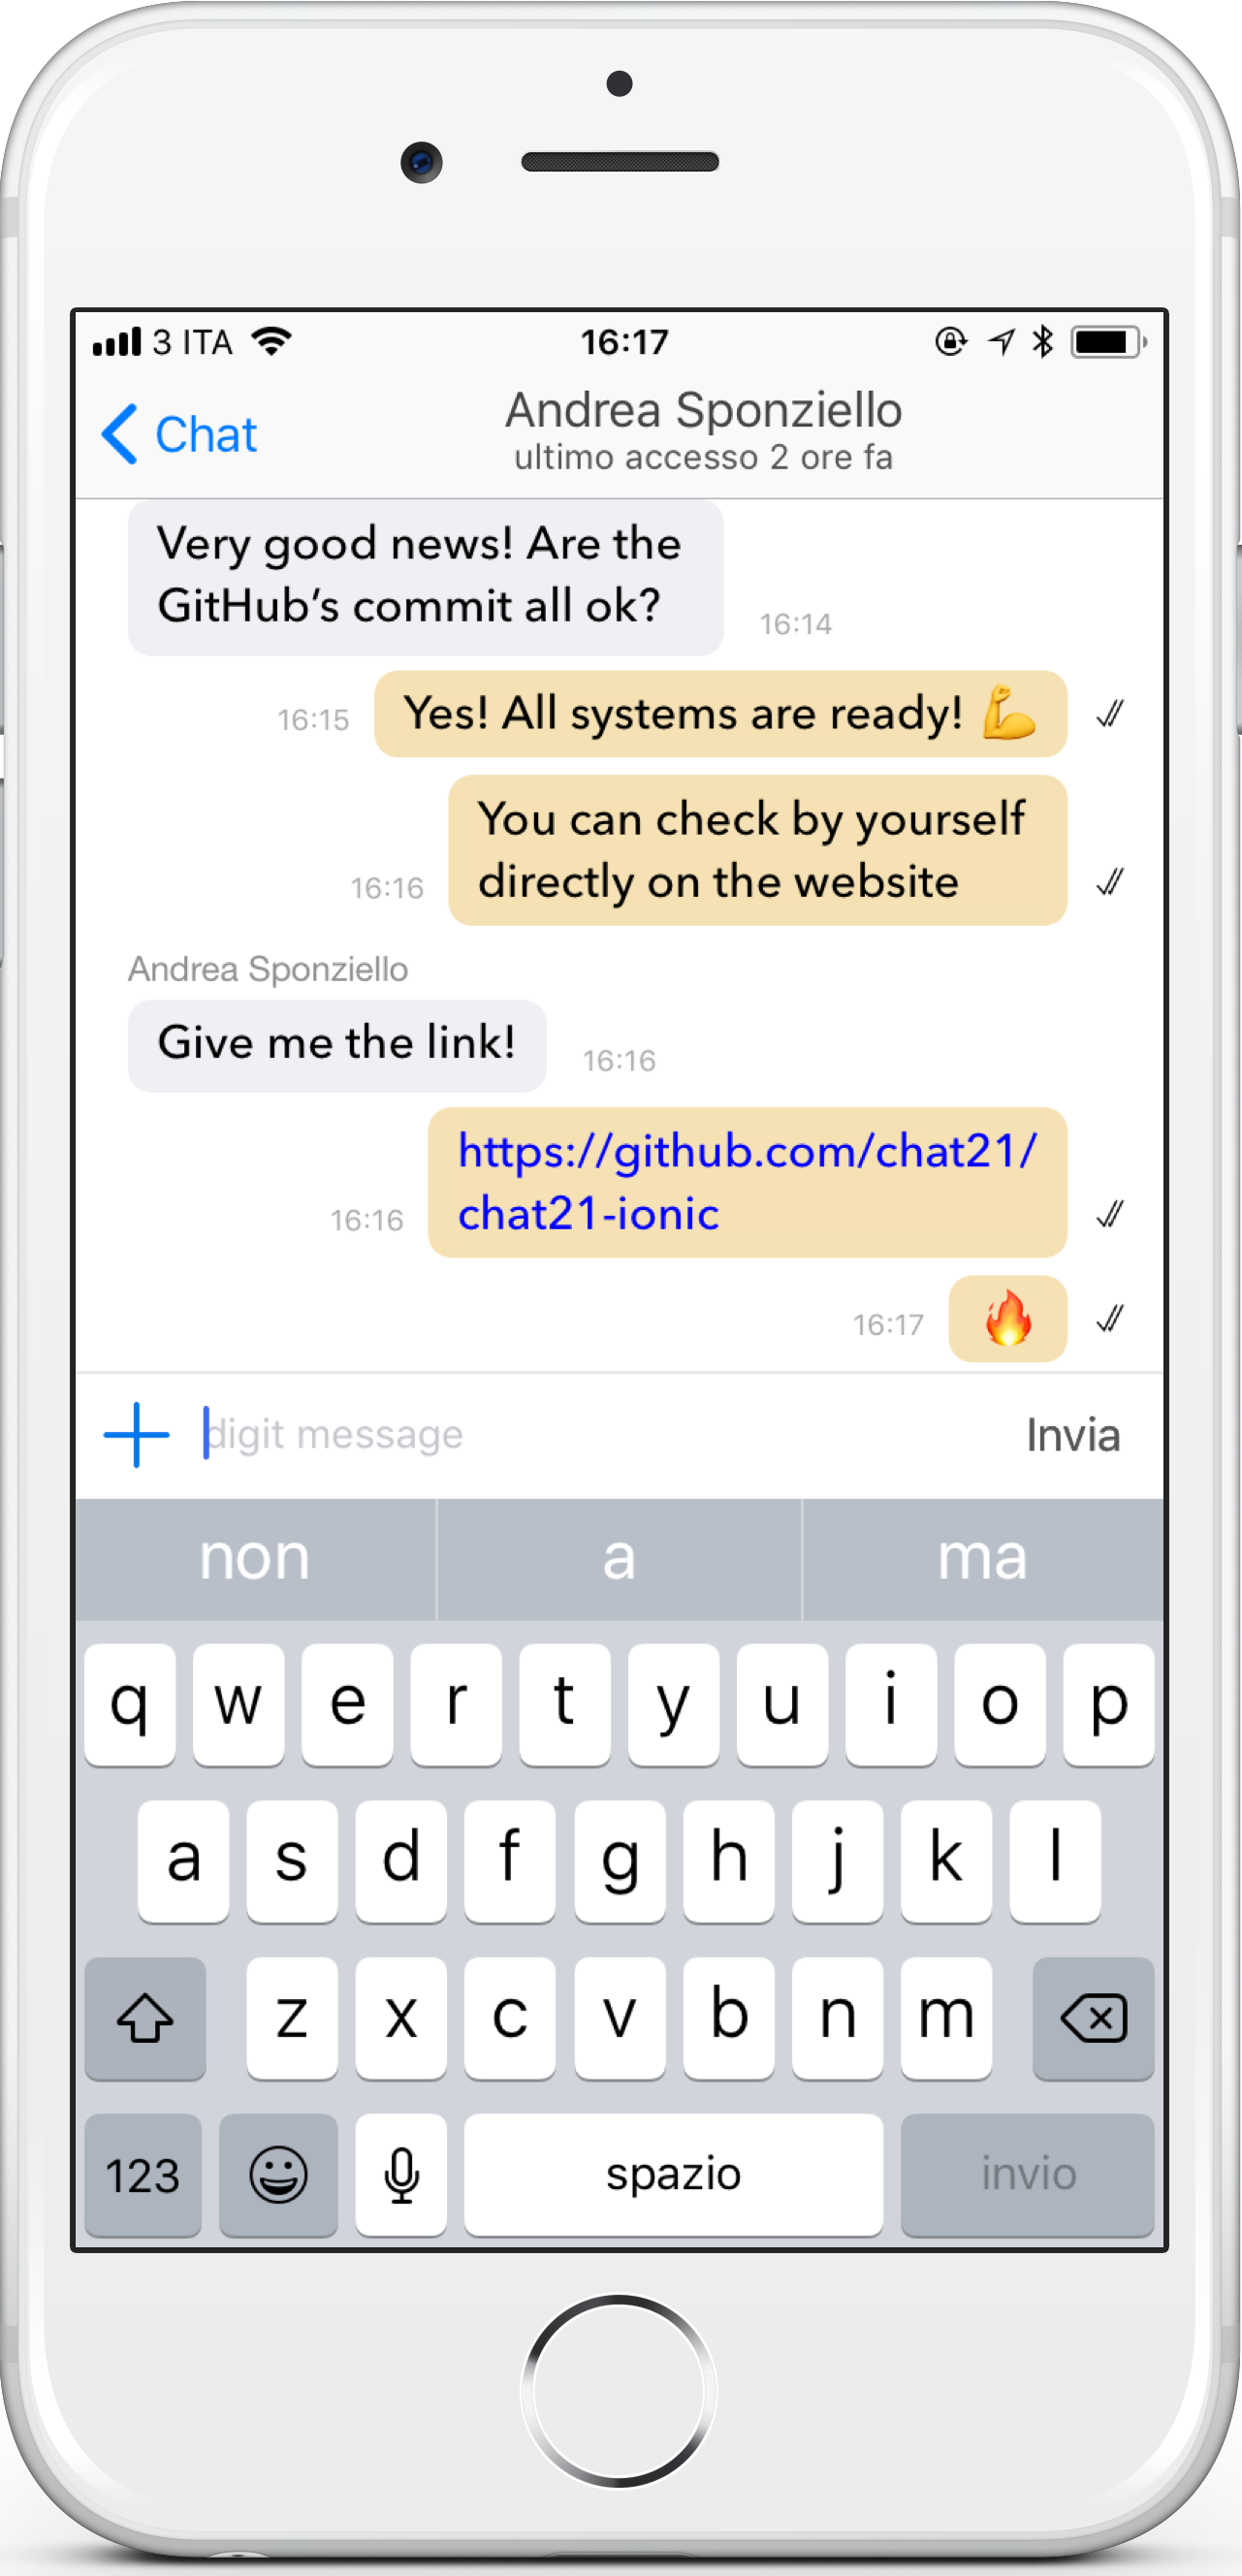 3 ITA 16:17
Chat
Andrea Sponziello
ultimo accesso 2 ore fa
Very good news! Are the
GitHub’s commit all ok?
16:14
16:15 Yes! All systems are ready! 💪
You can check by yourself
directly on the website
16:16
Andrea Sponziello
Give me the link! 16:16
https://github.com/chat21/
chat21-ionic
16:16
16:17 🔥
digit message Invia
non a ma
q w e r t y u i o p
a s d f g h j k l
z x c v b n m
123 spazio invio